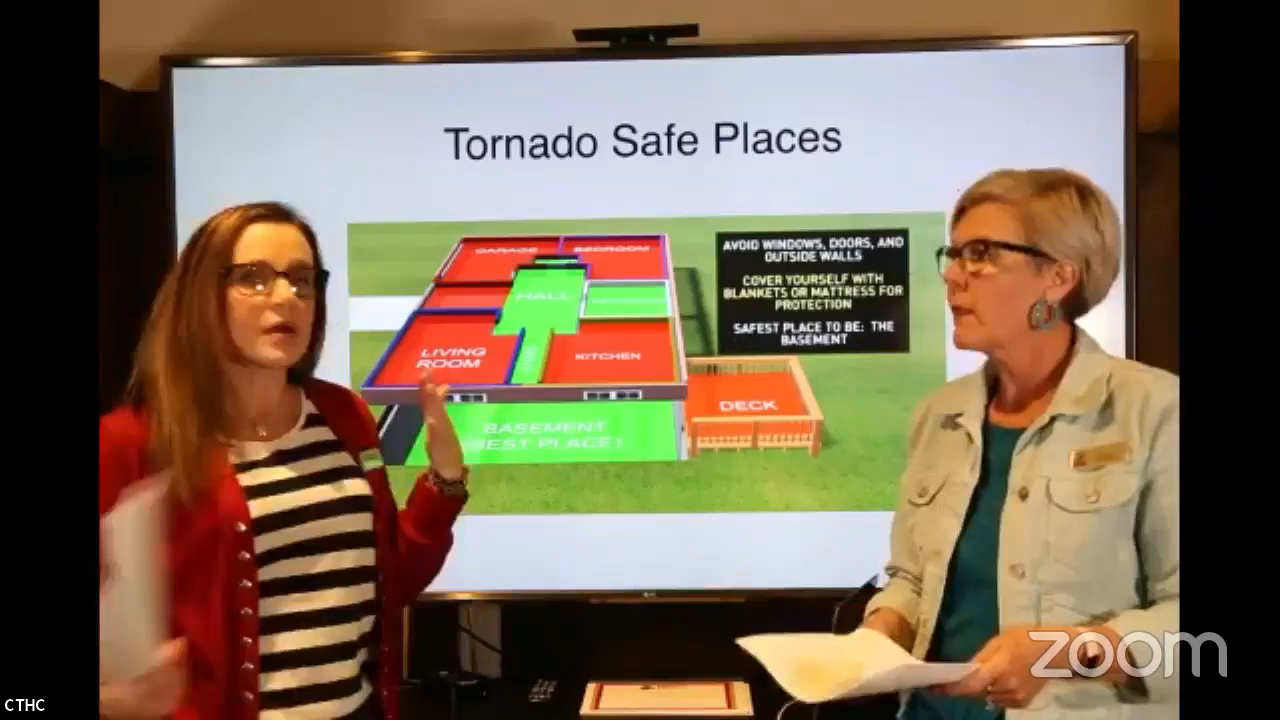 Tornado Safe Places
GARAGE
BEDROOM
HALL
LIVING
ROOM
KITCHEN
DECK
BASEMENT
BEST PLACE)
AVOID WINDOWS, DOORS, AND
OUTSIDE WALLS
COVER YOURSELF WITH
BLANKETS OR MATTRESS FOR
PROTECTION
SAFEST PLACE TO BE: THE
BASEMENT
zoom
CTHC